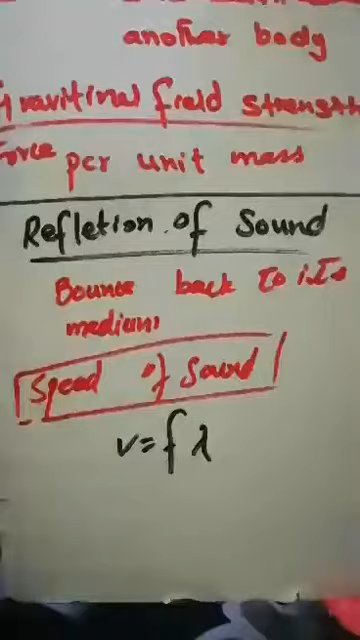 another body
Gravitinal field strength
Force per unit mass
Refletion of Sound
Bounce back to its
medium
Speed of Sound
v=fλ